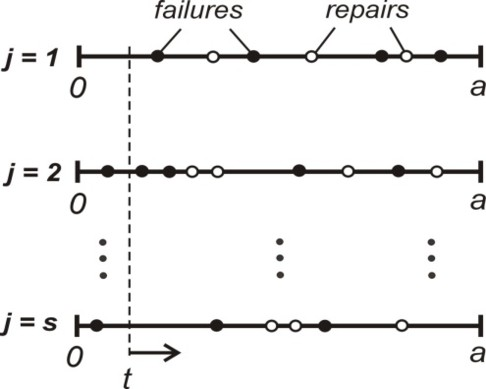 failures repairs
j = 1
0 a
j = 2
0 a
j = s
0 a
t